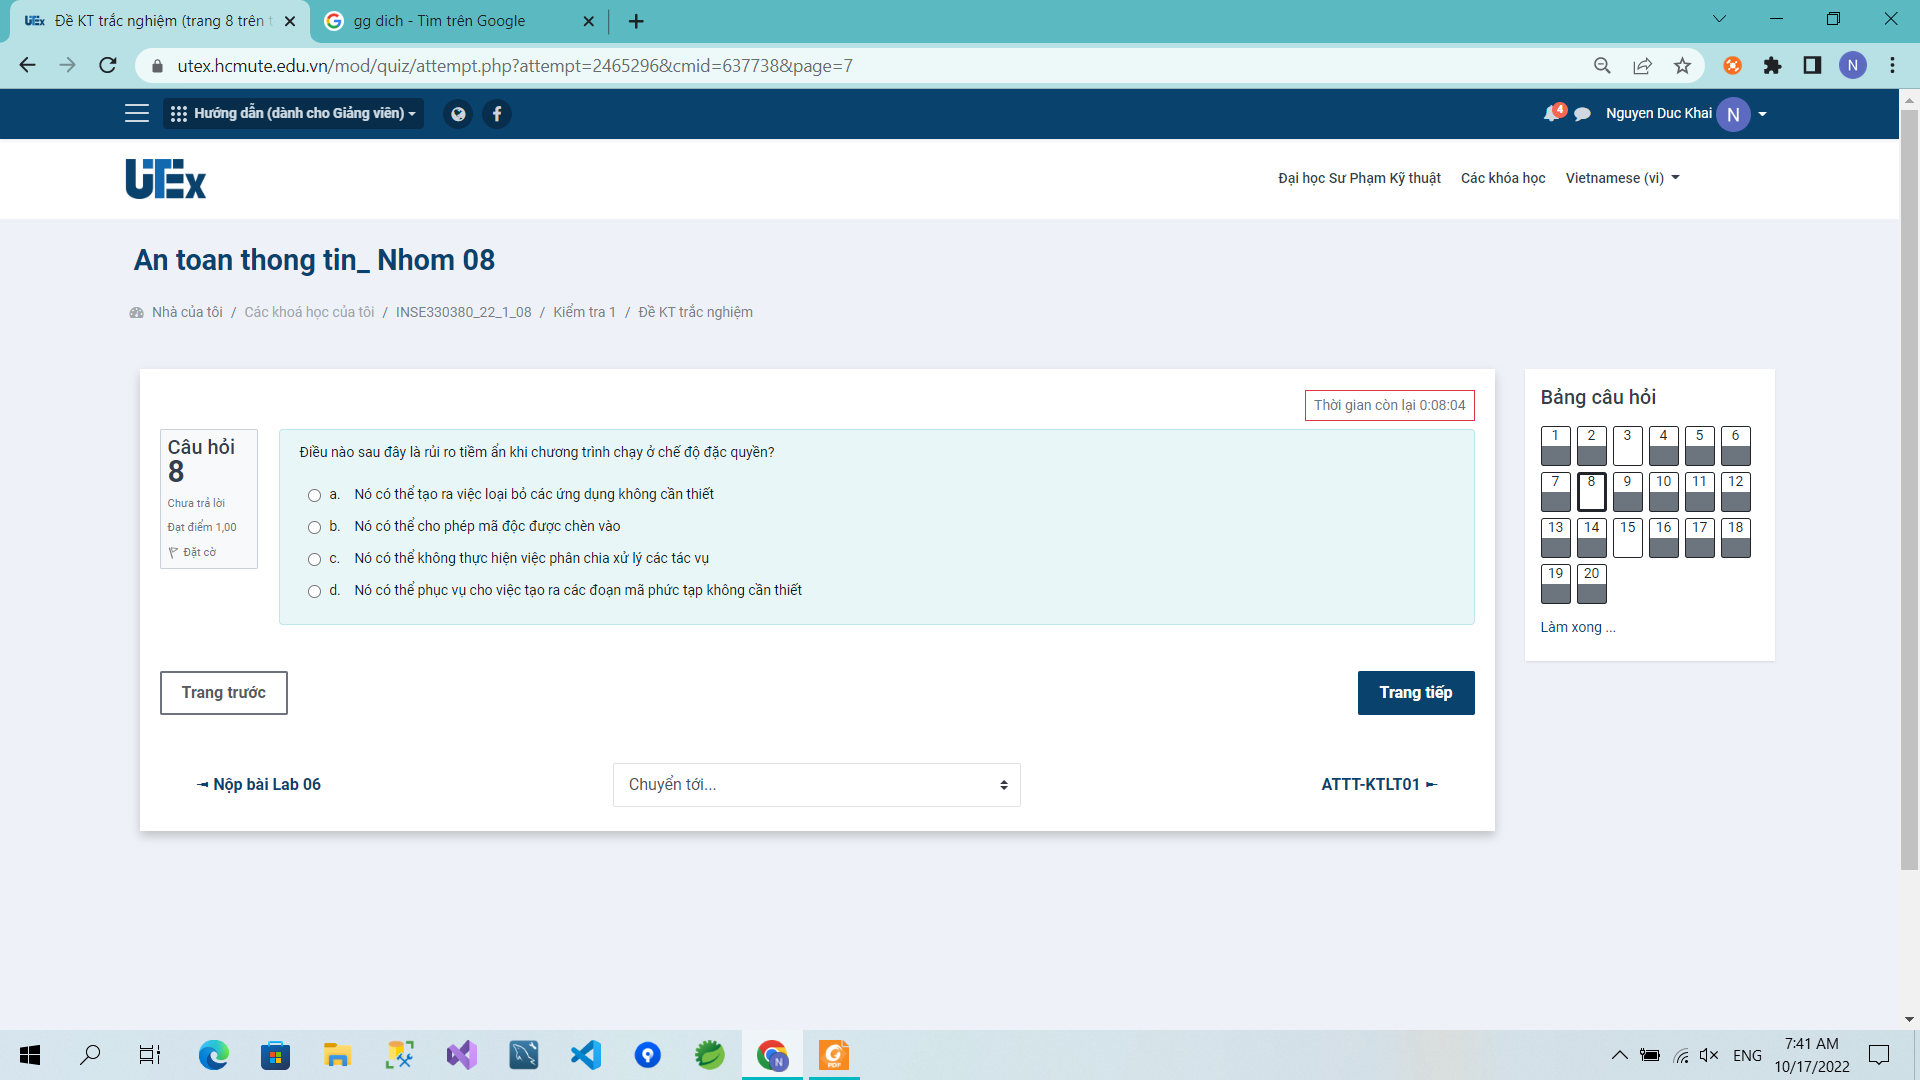 Đề KT trắc nghiệm (trang 8 trên t
gg dich - Tìm trên Google
utex.hcmute.edu.vn/mod/quiz/attempt.php?attempt=2465296&cmid=637738&page=7
N
Hướng dẫn (dành cho Giảng viên)
4
Nguyen Duc Khai
N
UTEx
Đại học Sư Phạm Kỹ thuật
Các khóa học
Vietnamese (vi)
An toan thong tin_ Nhom 08
Nhà của tôi / Các khoá học của tôi / INSE330380_22_1_08 / Kiểm tra 1 / Đề KT trắc nghiệm
Thời gian còn lại 0:08:04
Câu hỏi
8
Chưa trả lời
Đạt điểm 1,00
Đặt cờ
Điều nào sau đây là rủi ro tiềm ẩn khi chương trình chạy ở chế độ đặc quyền?
a. Nó có thể tạo ra việc loại bỏ các ứng dụng không cần thiết
b. Nó có thể cho phép mã độc được chèn vào
c. Nó có thể không thực hiện việc phân chia xử lý các tác vụ
d. Nó có thể phục vụ cho việc tạo ra các đoạn mã phức tạp không cần thiết
Trang trước
Trang tiếp
◄ Nộp bài Lab 06
Chuyển tới...
ATTT-KTLT01 ►
Bảng câu hỏi
1 2 3 4 5 6
7 8 9 10 11 12
13 14 15 16 17 18
19 20
Làm xong ...
N
PDF
ENG
7:41 AM
10/17/2022